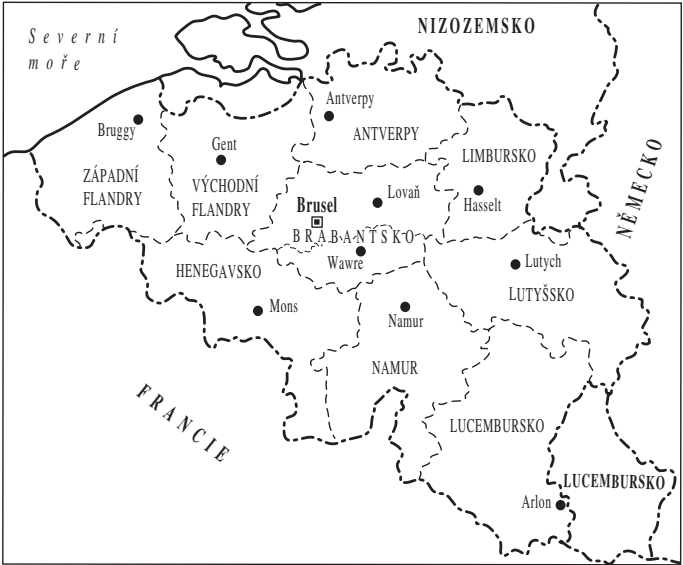 Severní
moře
NIZOZEMSKO
Antverpy
ANTVERPY
Bruggy
Gent
LIMBURSKO
NĚMECKO
ZÁPADNÍ
FLANDRY
VÝCHODNÍ
FLANDRY
Brusel
Lovaň
Hasselt
BRABANTSKO
Wawre
HENEGAVSKO
Lutych
LUTYŠSKO
Mons
Namur
NAMUR
FRANCIE
LUCEMBURSKO
LUCEMBURSKO
Arlon